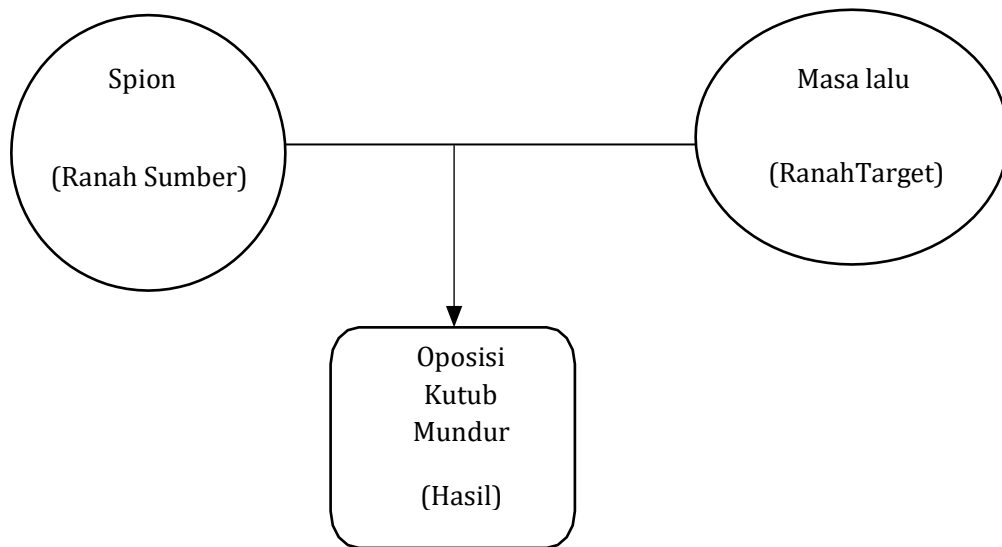 Spion
(Ranah Sumber)
Masa lalu
(RanahTarget)
Oposisi
Kutub
Mundur
(Hasil)